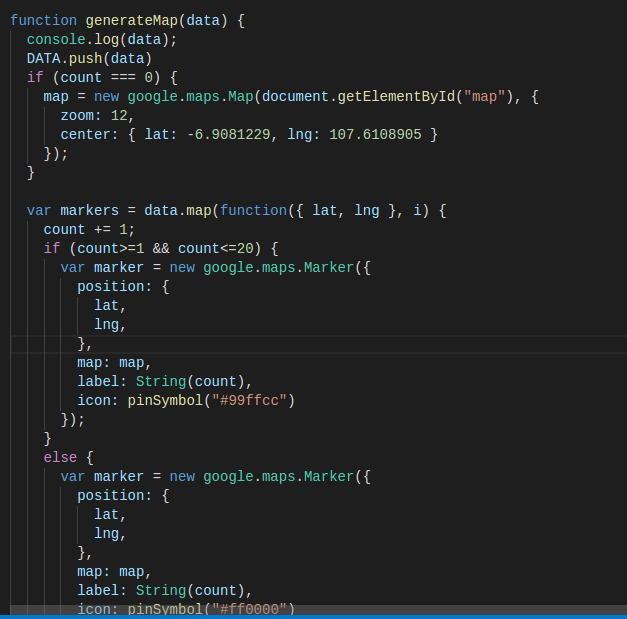 function generateMap(data) {
console.log(data);
DATA.push(data)
if (count === 0) {
map = new google.maps.Map(document.getElementById("map"), {
zoom: 12,
center: { lat: -6.9081229, lng: 107.6108905 }
});
}
var markers = data.map(function({ lat, lng }, i) {
count += 1;
if (count>=1 && count<=20) {
var marker = new google.maps.Marker({
position: {
lat,
lng,
},
map: map,
label: String(count),
icon: pinSymbol("#99ffcc")
});
}
else {
var marker = new google.maps.Marker({
position: {
lat,
lng,
},
map: map,
label: String(count),
icon: pinSymbol("#ff0000")